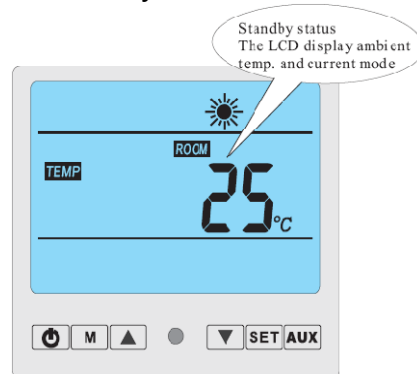 Standby status
The LCD display ambient
temp. and current mode
ROOM
TEMP
25°C
M
SET
AUX